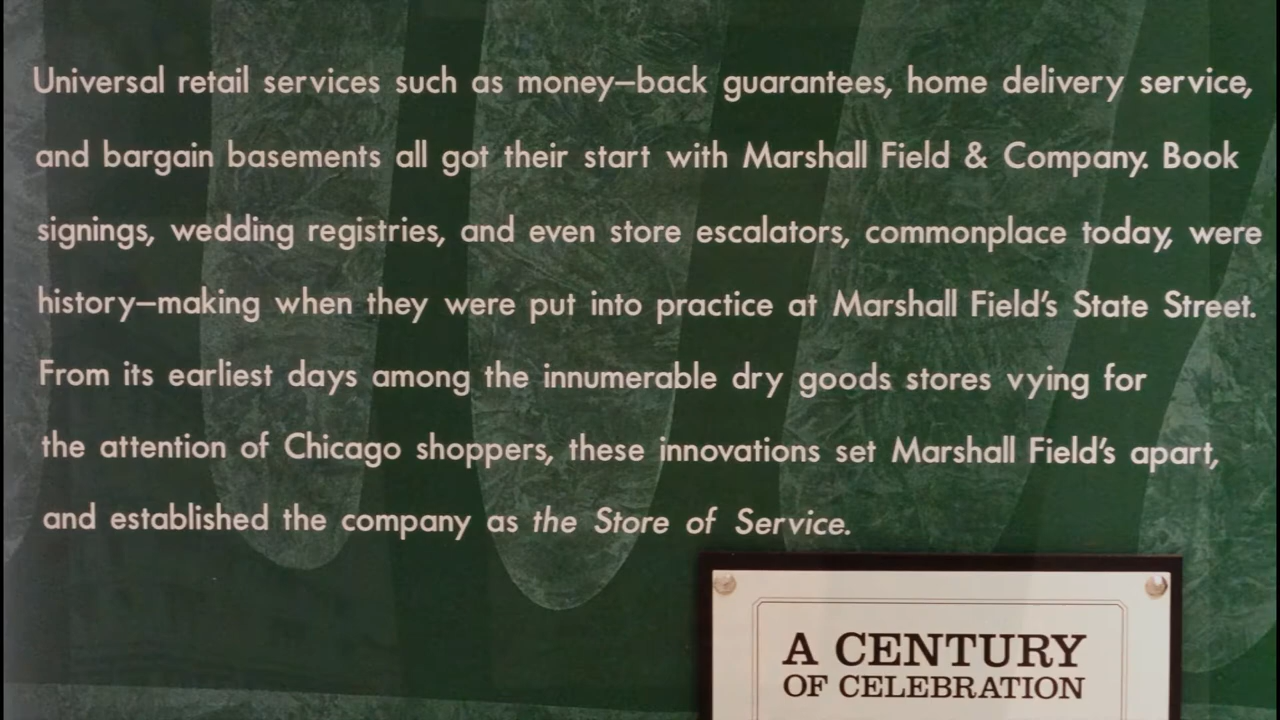 Universal retail services such as money–back guarantees, home delivery service,
and bargain basements all got their start with Marshall Field & Company. Book
signings, wedding registries, and even store escalators, commonplace today, were
history–making when they were put into practice at Marshall Field's State Street.
From its earliest days among the innumerable dry goods stores vying for
the attention of Chicago shoppers, these innovations set Marshall Field's apart,
and established the company as the Store of Service.
A CENTURY
OF CELEBRATION